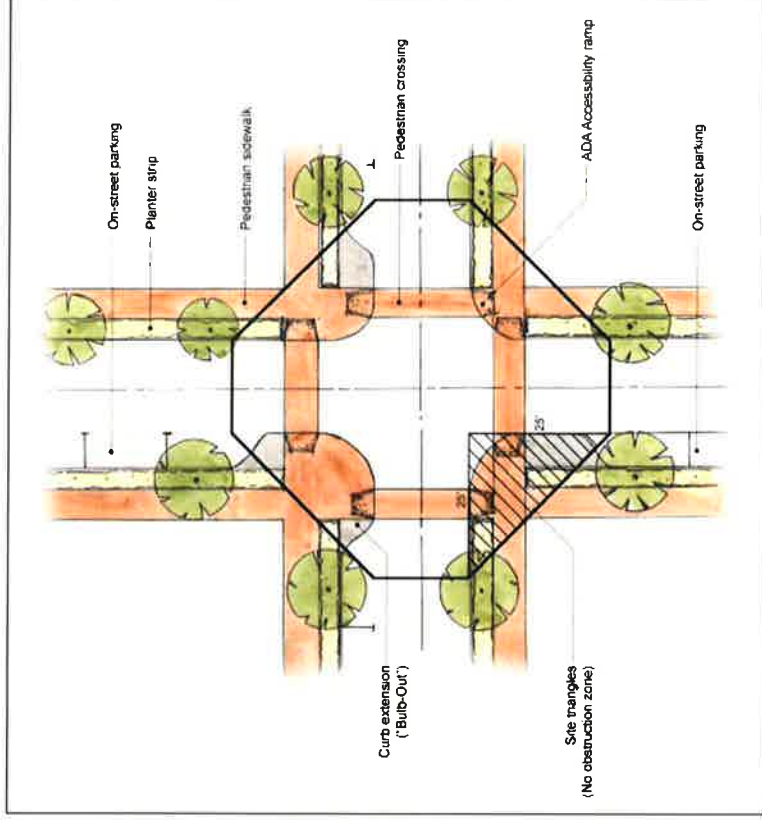 On-street parking
Planter strip
Pedestrian sidewalk
Pedestrian crossing
ADA Accessibility ramp
On-street parking
25'
25'
Curb extension
("Bulb-Out")
Site triangles
(No obstruction zone)